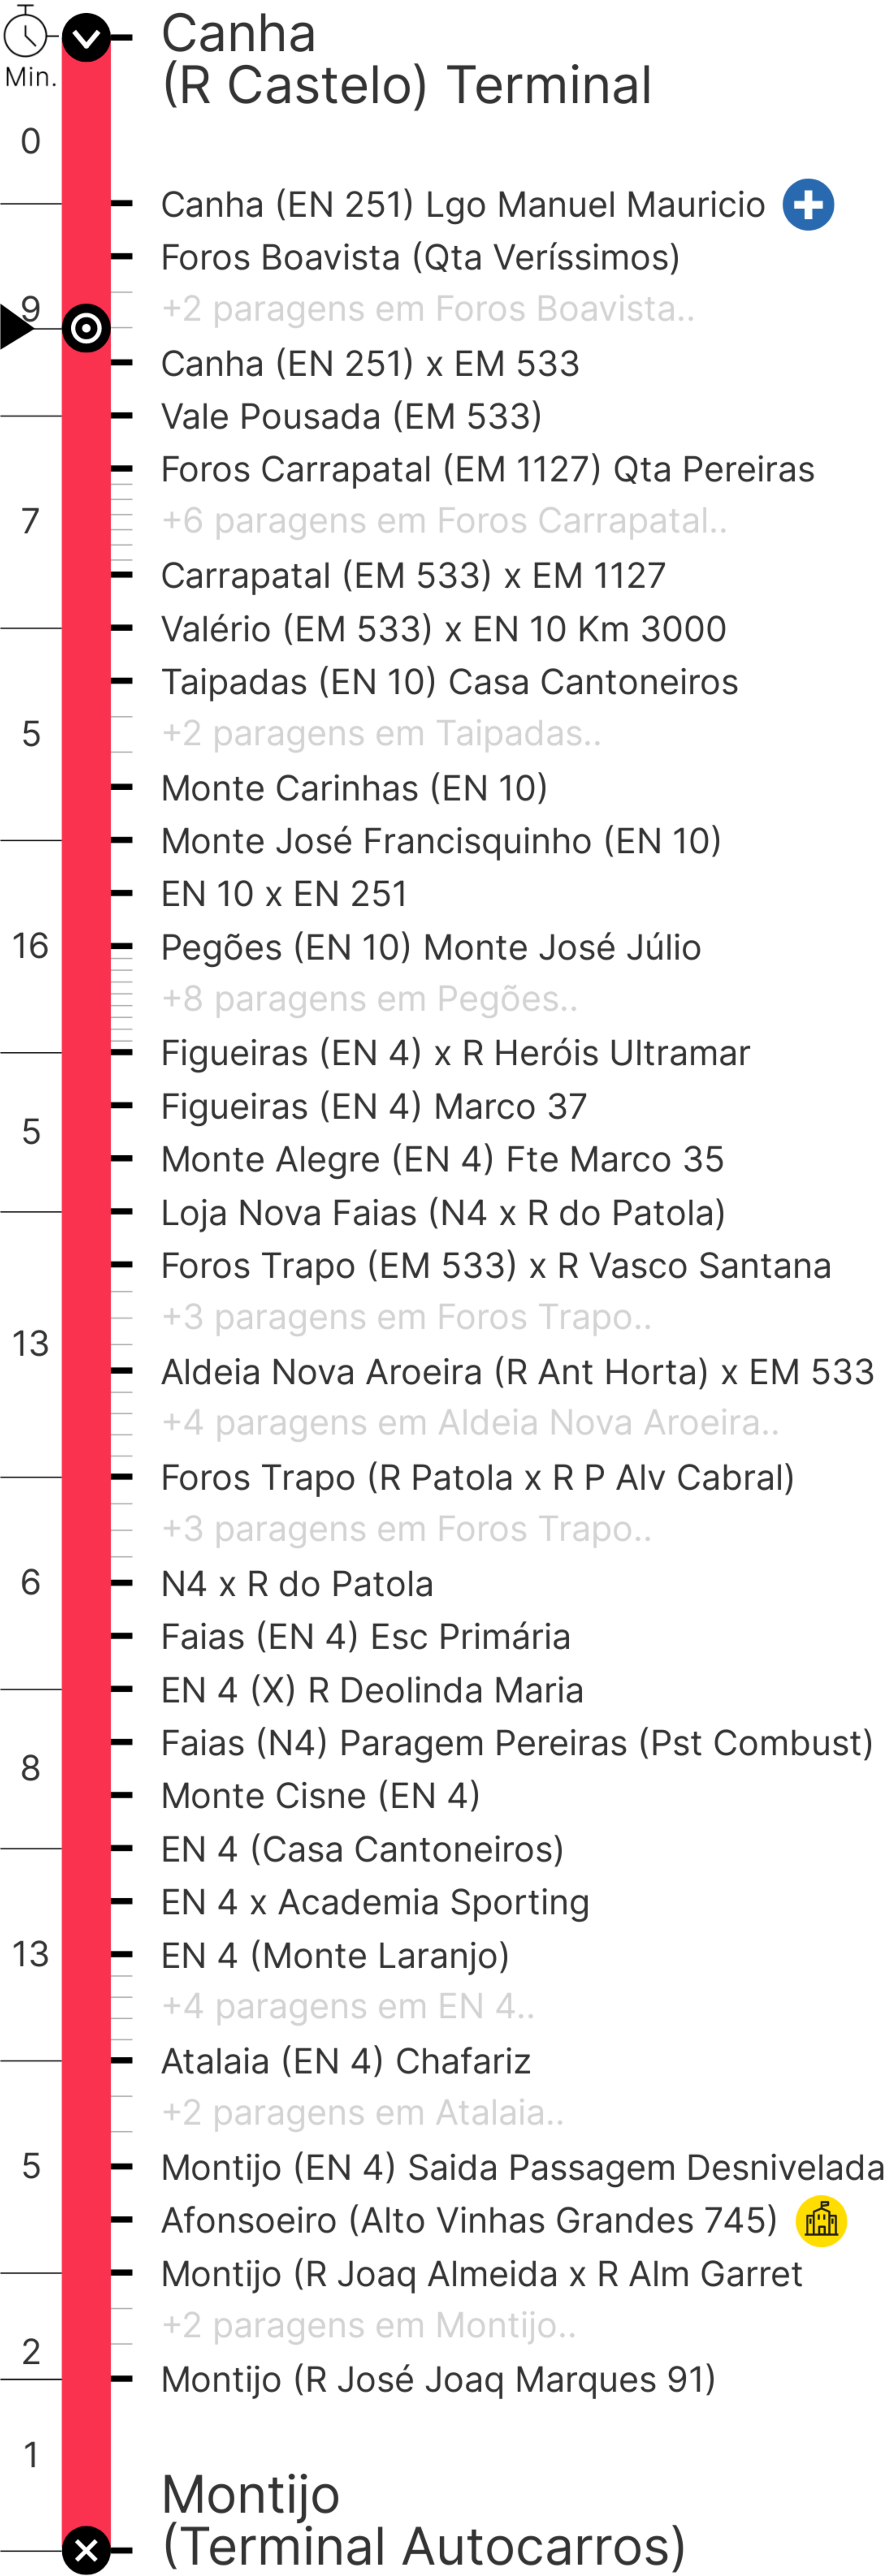 Canha
(R Castelo) Terminal
Min.
0
Canha (EN 251) Lgo Manuel Mauricio
Foros Boavista (Qta Veríssimos)
9
+2 paragens em Foros Boavista..
Canha (EN 251) x EM 533
Vale Pousada (EM 533)
Foros Carrapatal (EM 1127) Qta Pereiras
7
+6 paragens em Foros Carrapatal..
Carrapatal (EM 533) x EM 1127
Valério (EM 533) x EN 10 Km 3000
Taipadas (EN 10) Casa Cantoneiros
5
+2 paragens em Taipadas..
Monte Carinhas (EN 10)
Monte José Francisquinho (EN 10)
EN 10 x EN 251
16
Pegões (EN 10) Monte José Júlio
+8 paragens em Pegões..
Figueiras (EN 4) x R Heróis Ultramar
Figueiras (EN 4) Marco 37
5
Monte Alegre (EN 4) Fte Marco 35
Loja Nova Faias (N4 x R do Patola)
Foros Trapo (EM 533) x R Vasco Santana
+3 paragens em Foros Trapo..
13
Aldeia Nova Aroeira (R Ant Horta) x EM 533
+4 paragens em Aldeia Nova Aroeira..
Foros Trapo (R Patola x R P Alv Cabral)
+3 paragens em Foros Trapo..
6
N4 x R do Patola
Faias (EN 4) Esc Primária
EN 4 (X) R Deolinda Maria
Faias (N4) Paragem Pereiras (Pst Combust)
8
Monte Cisne (EN 4)
EN 4 (Casa Cantoneiros)
EN 4 x Academia Sporting
13
EN 4 (Monte Laranjo)
+4 paragens em EN 4..
Atalaia (EN 4) Chafariz
+2 paragens em Atalaia..
5
Montijo (EN 4) Saida Passagem Desnivelada
Afonsoeiro (Alto Vinhas Grandes 745)
Montijo (R Joaq Almeida x R Alm Garret
+2 paragens em Montijo..
2
Montijo (R José Joaq Marques 91)
1
Montijo
(Terminal Autocarros)